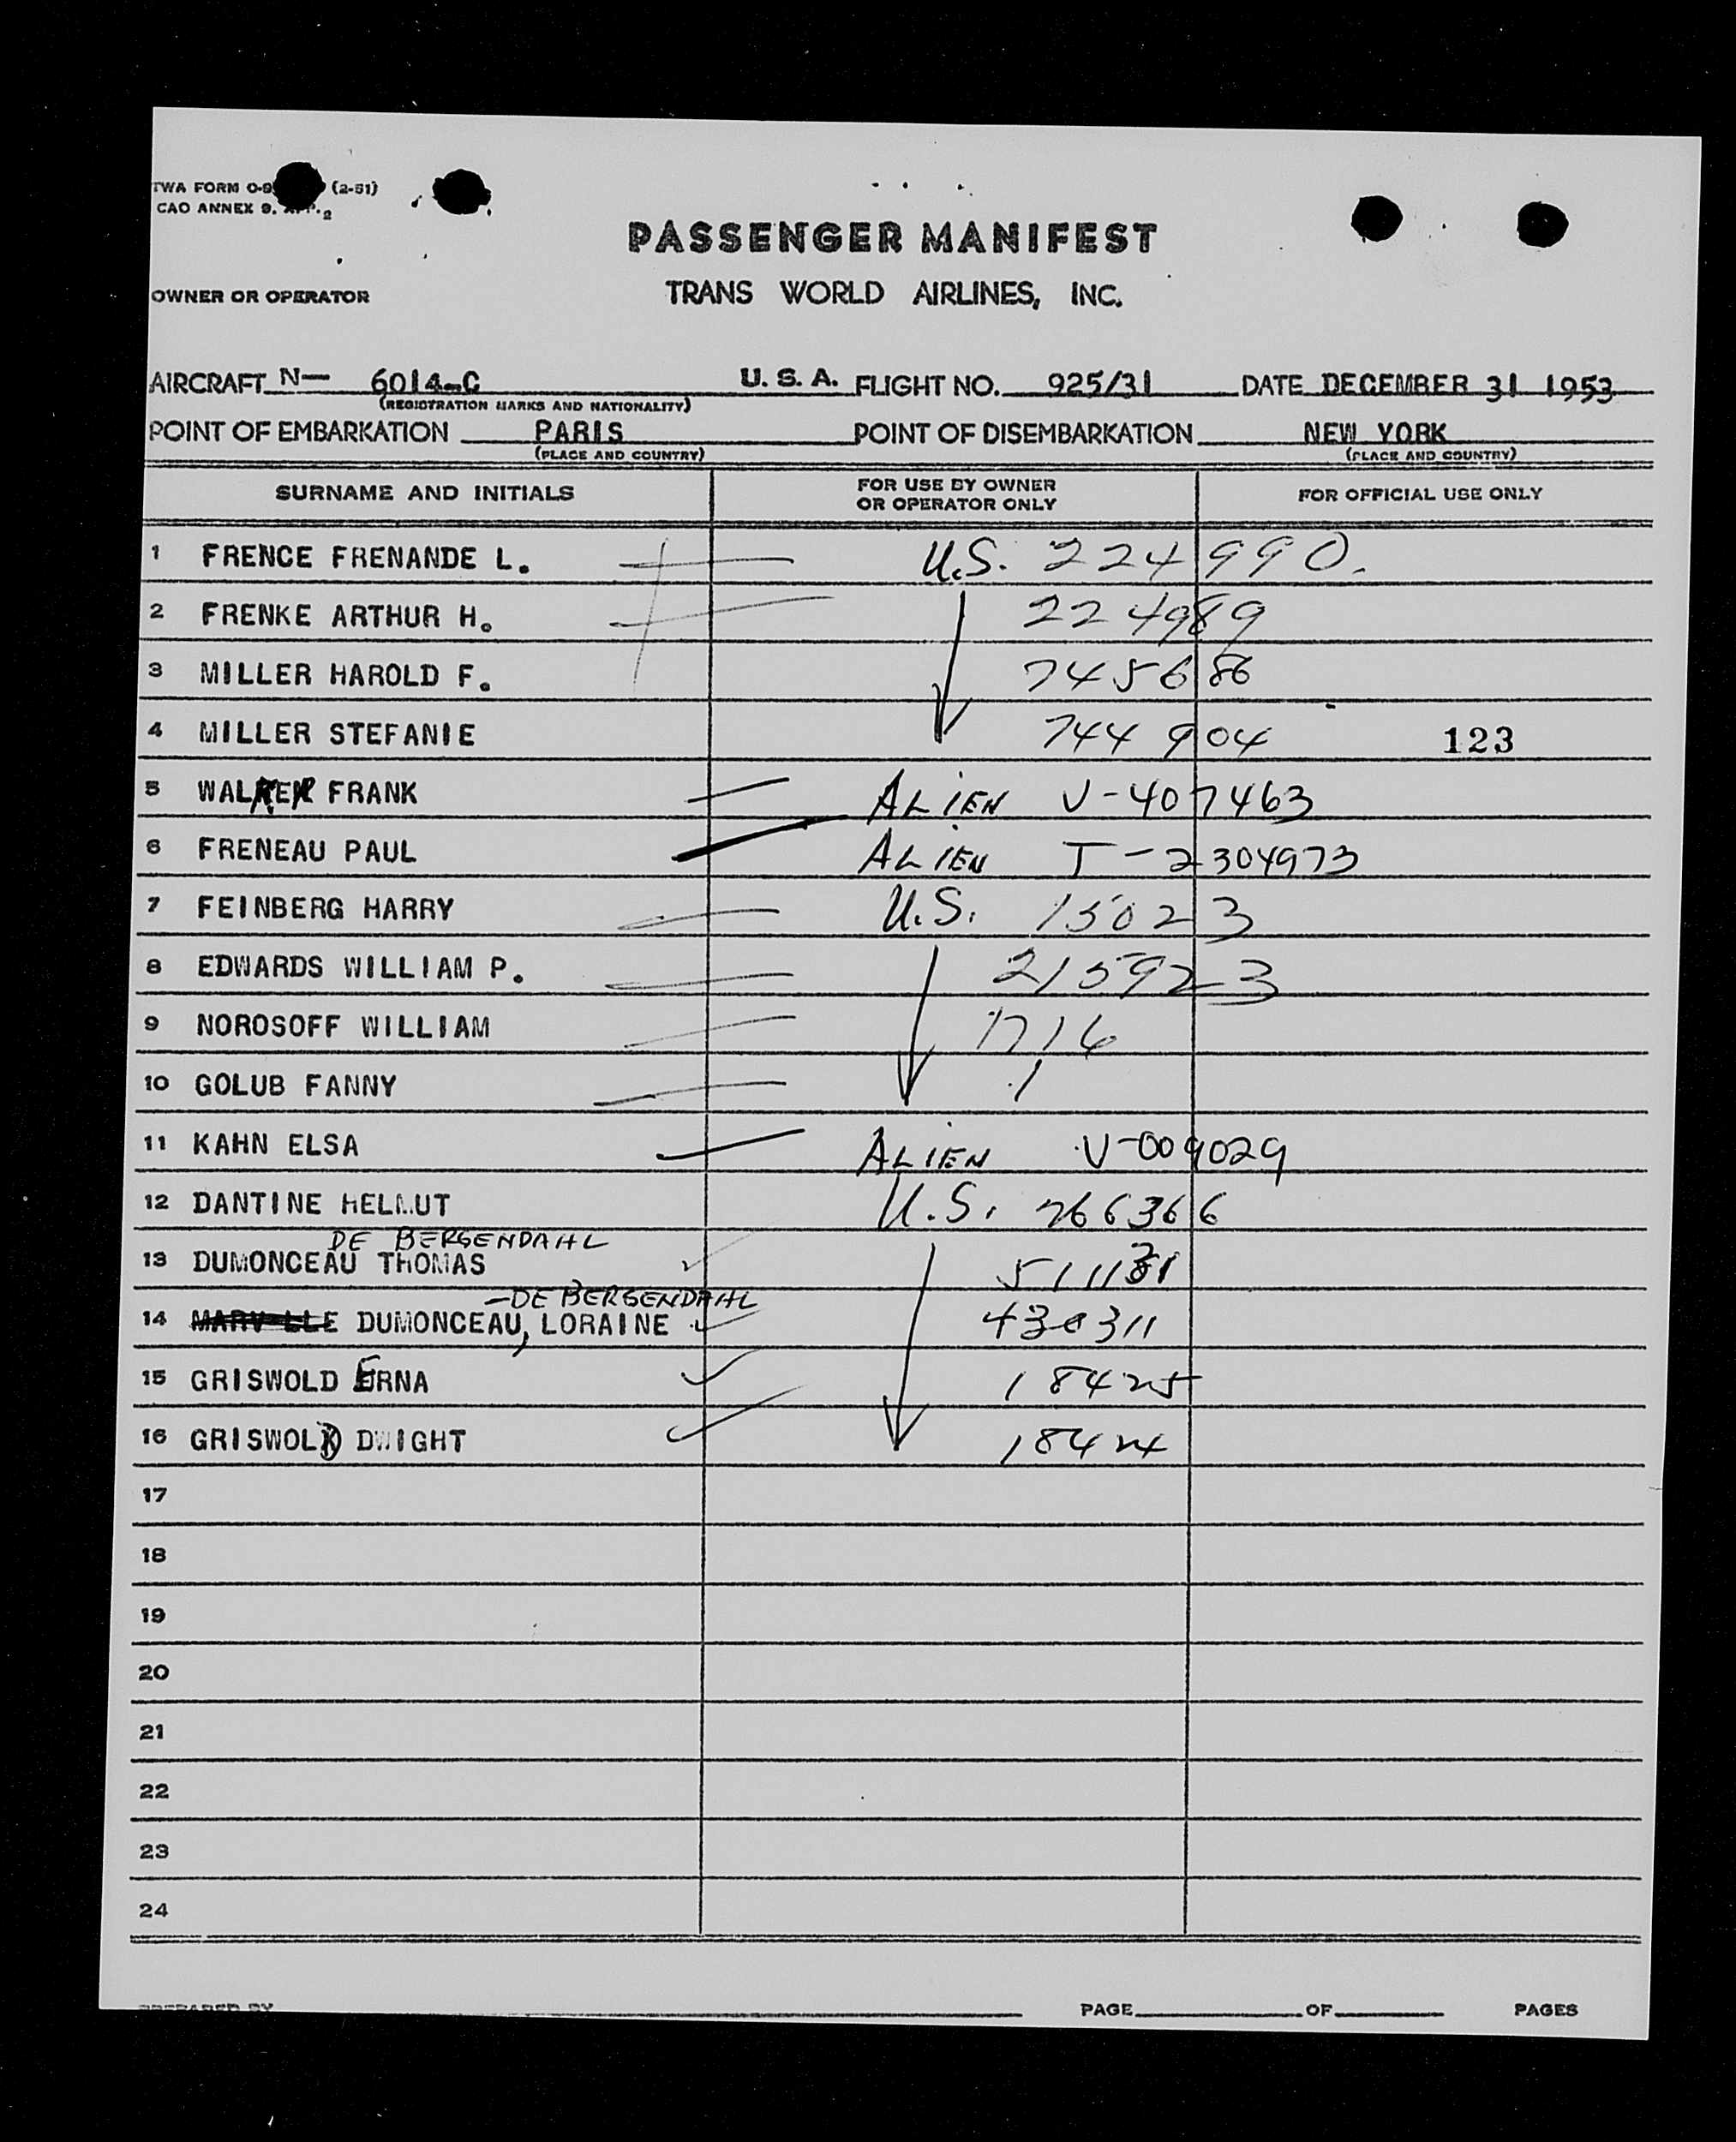 TWA FORM O-9 (2-51)
CAO ANNEX 9. APP. 2
PASSENGER MANIFEST
OWNER OR OPERATOR TRANS WORLD AIRLINES, INC.
AIRCRAFT N— 6014-C U. S. A. FLIGHT NO. 925/31 DATE DECEMBER 31 1953
(REGISTRATION MARKS AND NATIONALITY)
POINT OF EMBARKATION PARIS POINT OF DISEMBARKATION NEW YORK
(PLACE AND COUNTRY) (PLACE AND COUNTRY)
SURNAME AND INITIALS FOR USE BY OWNER OR OPERATOR ONLY FOR OFFICIAL USE ONLY
1 FRENCE FRENANDE L. U.S. 224990.
2 FRENKE ARTHUR H. 224989
3 MILLER HAROLD F. 745686
4 MILLER STEFANIE 744904 123
5 FRANK ALIEN V-407463
6 FRENEAU PAUL ALIEN T-2304973
7 FEINBERG HARRY U.S. 15023
8 EDWARDS WILLIAM P. 215923
9 NOROSOFF WILLIAM 1716
10 GOLUB FANNY 1
11 KAHN ELSA ALIEN V-009029
12 DANTINE HELMUT U.S. 266366
DE BERGENDAHL
13 DUMONCEAU THOMAS
-DE BERGENDAHL
14 DUMONCEAU, LORAINE 430311
15 GRISWOLD ERNA 18425
16 GRISWOLD DWIGHT 18424
17
18
19
20
21
22
23
24
PREPARED BY PAGE OF PAGES